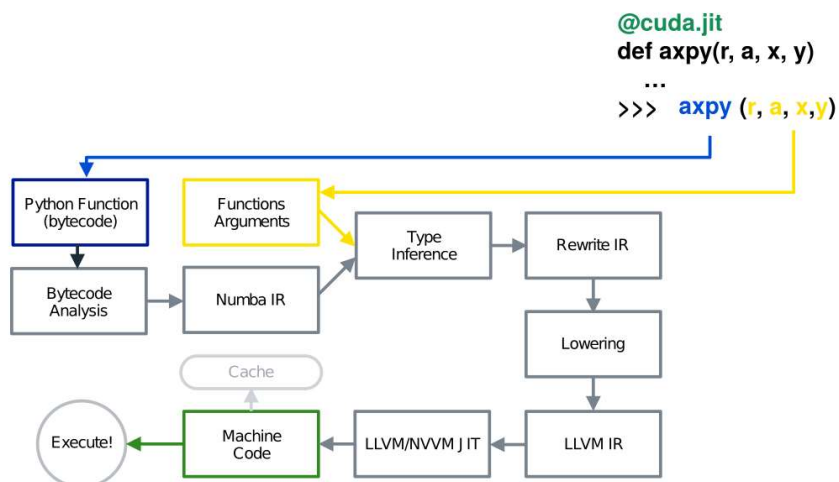 @cuda.jit
def axpy(r, a, x, y)
...
>>> axpy (r, a, x,y)
Python Function
(bytecode)
Functions
Arguments
Type
Inference
Rewrite IR
Bytecode
Analysis
Numba IR
Lowering
Cache
Execute!
Machine
Code
LLVM/NVVM JIT
LLVM IR